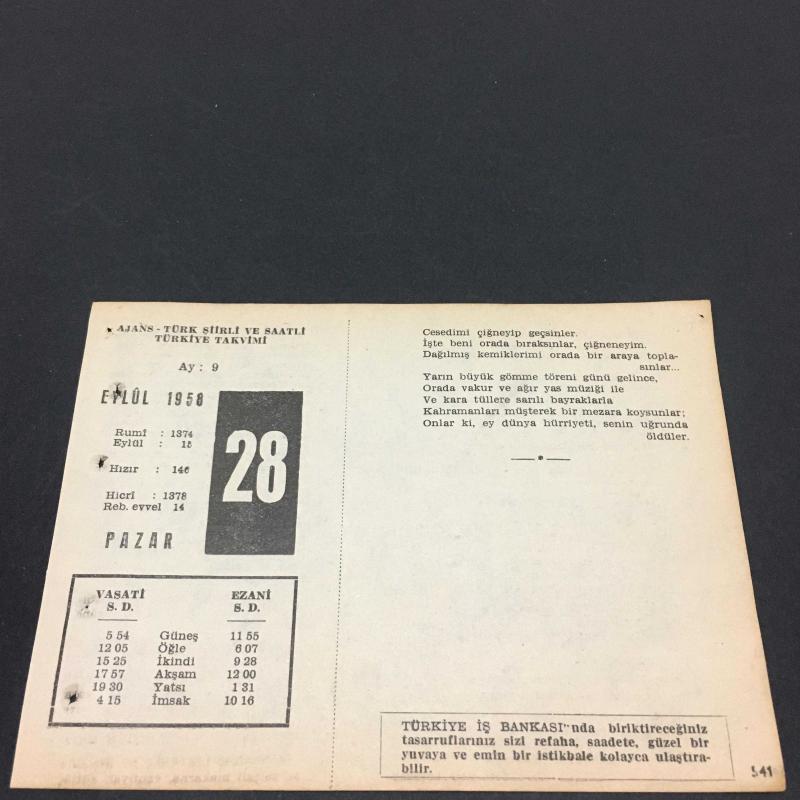 AJANS - TÜRK ŞİİRLİ VE SAATLİ
TÜRKİYE TAKVİMİ
Ay : 9
EYLÛL 1958
28
Rumî : 1374
Eylül : 15
Hızır : 146
Hicrî : 1378
Reb. evvel 14
PAZAR
VASATİ EZANİ
S. D. S. D.
5 54 Güneş 11 55
12 05 Öğle 6 07
15 25 İkindi 9 28
17 57 Akşam 12 00
19 30 Yatsı 1 31
4 15 İmsak 10 16
Cesedimi çiğneyip geçsinler.
İşte beni orada bıraksınlar, çiğneneyim.
Dağılmış kemiklerimi orada bir araya topla-
sınlar...
Yarın büyük gömme töreni günü gelince,
Orada vakur ve ağır yas müziği ile
Ve kara tüllere sarılı bayraklarla
Kahramanları müşterek bir mezara koysunlar;
Onlar ki, ey dünya hürriyeti, senin uğrunda
öldüler.
TÜRKİYE İŞ BANKASI"nda biriktireceğiniz
tasarruflarınız sizi refaha, saadete, güzel bir
yuvaya ve emin bir istikbale kolayca ulaştıra-
bilir.
541